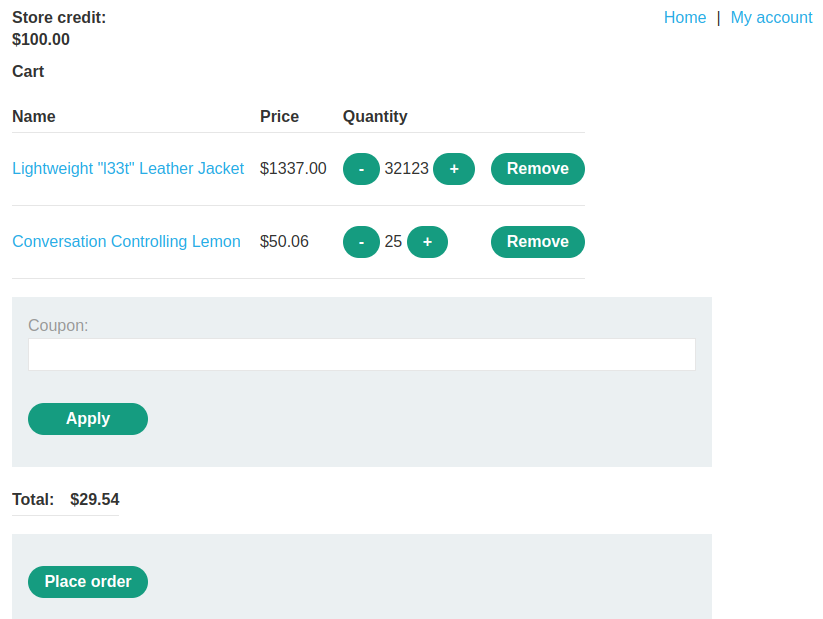 Store credit:
$100.00
Home | My account
Cart
Name Price Quantity
Lightweight "l33t" Leather Jacket $1337.00 - 32123 + Remove
Conversation Controlling Lemon $50.06 - 25 + Remove
Coupon:
Apply
Total: $29.54
Place order